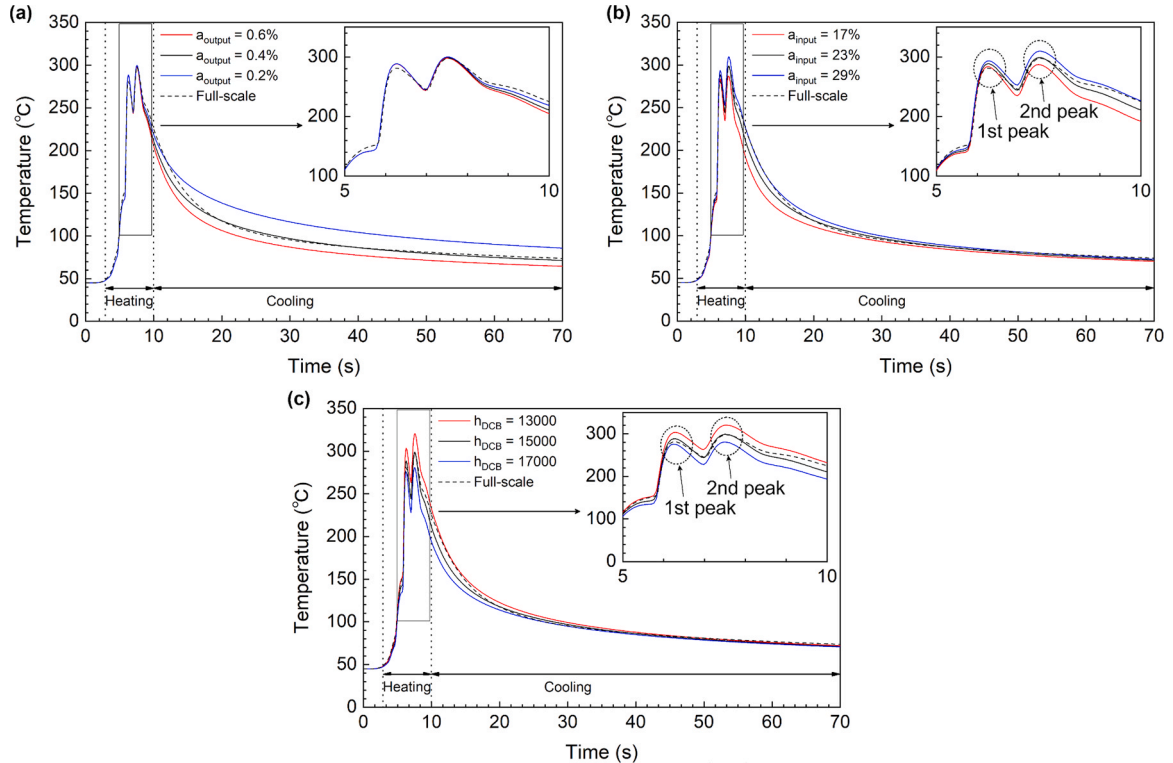 (a)
350
300
250
200
150
100
50
0
Temperature (°C)
a_output = 0.6%
a_output = 0.4%
a_output = 0.2%
Full-scale
300
200
100
5
10
Heating
Cooling
0 10 20 30 40 50 60 70
Time (s)
(b)
350
300
250
200
150
100
50
0
Temperature (°C)
a_input = 17%
a_input = 23%
a_input = 29%
Full-scale
300
200
100
5
10
1st peak
2nd peak
Heating
Cooling
0 10 20 30 40 50 60 70
Time (s)
(c)
350
300
250
200
150
100
50
0
Temperature (°C)
h_DCB = 13000
h_DCB = 15000
h_DCB = 17000
Full-scale
300
200
100
0
5
10
1st peak
2nd peak
Heating
Cooling
0 10 20 30 40 50 60 70
Time (s)